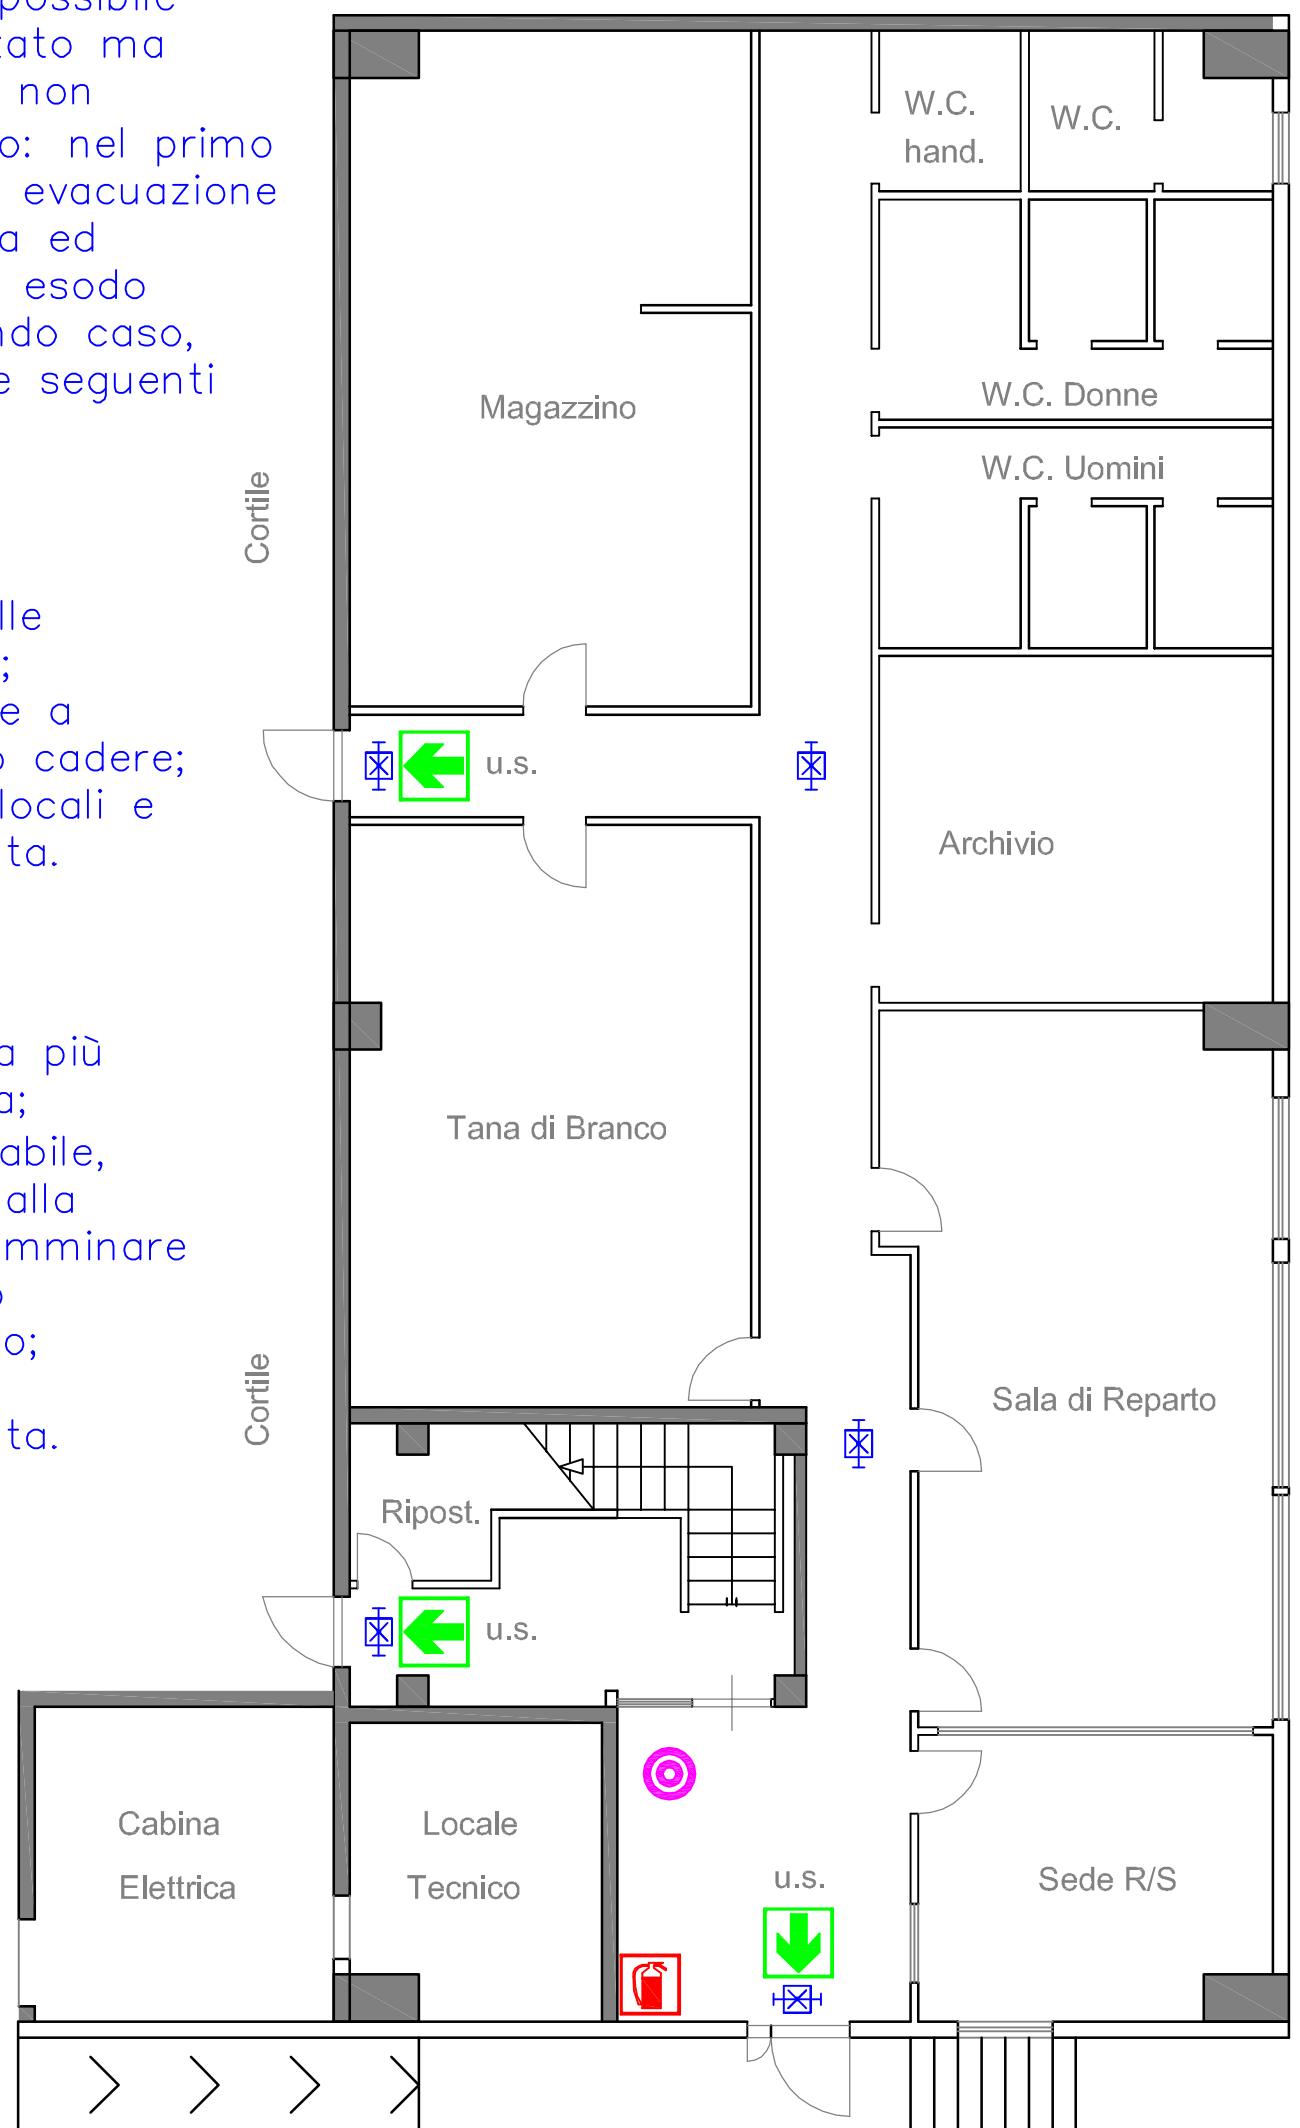 possibile
ato ma
non
o: nel primo
evacuazione
a ed
esodo
ndo caso,
e seguenti
lle
;
e a
o cadere;
locali e
ta.
a più
a;
abile,
alla
mminare
o
o;
ta.
W.C.
hand.
W.C.
W.C. Donne
W.C. Uomini
Magazzino
Cortile
u.s.
Archivio
Tana di Branco
Cortile
Sala di Reparto
Ripost.
u.s.
Cabina
Elettrica
Locale
Tecnico
u.s.
Sede R/S